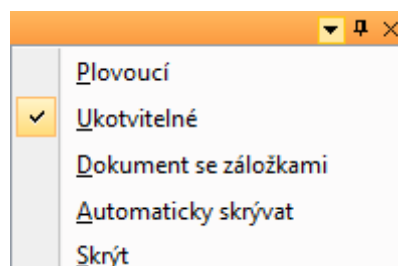 Plovoucí
Ukotvitelné
Dokument se záložkami
Automaticky skrývat
Skrýt